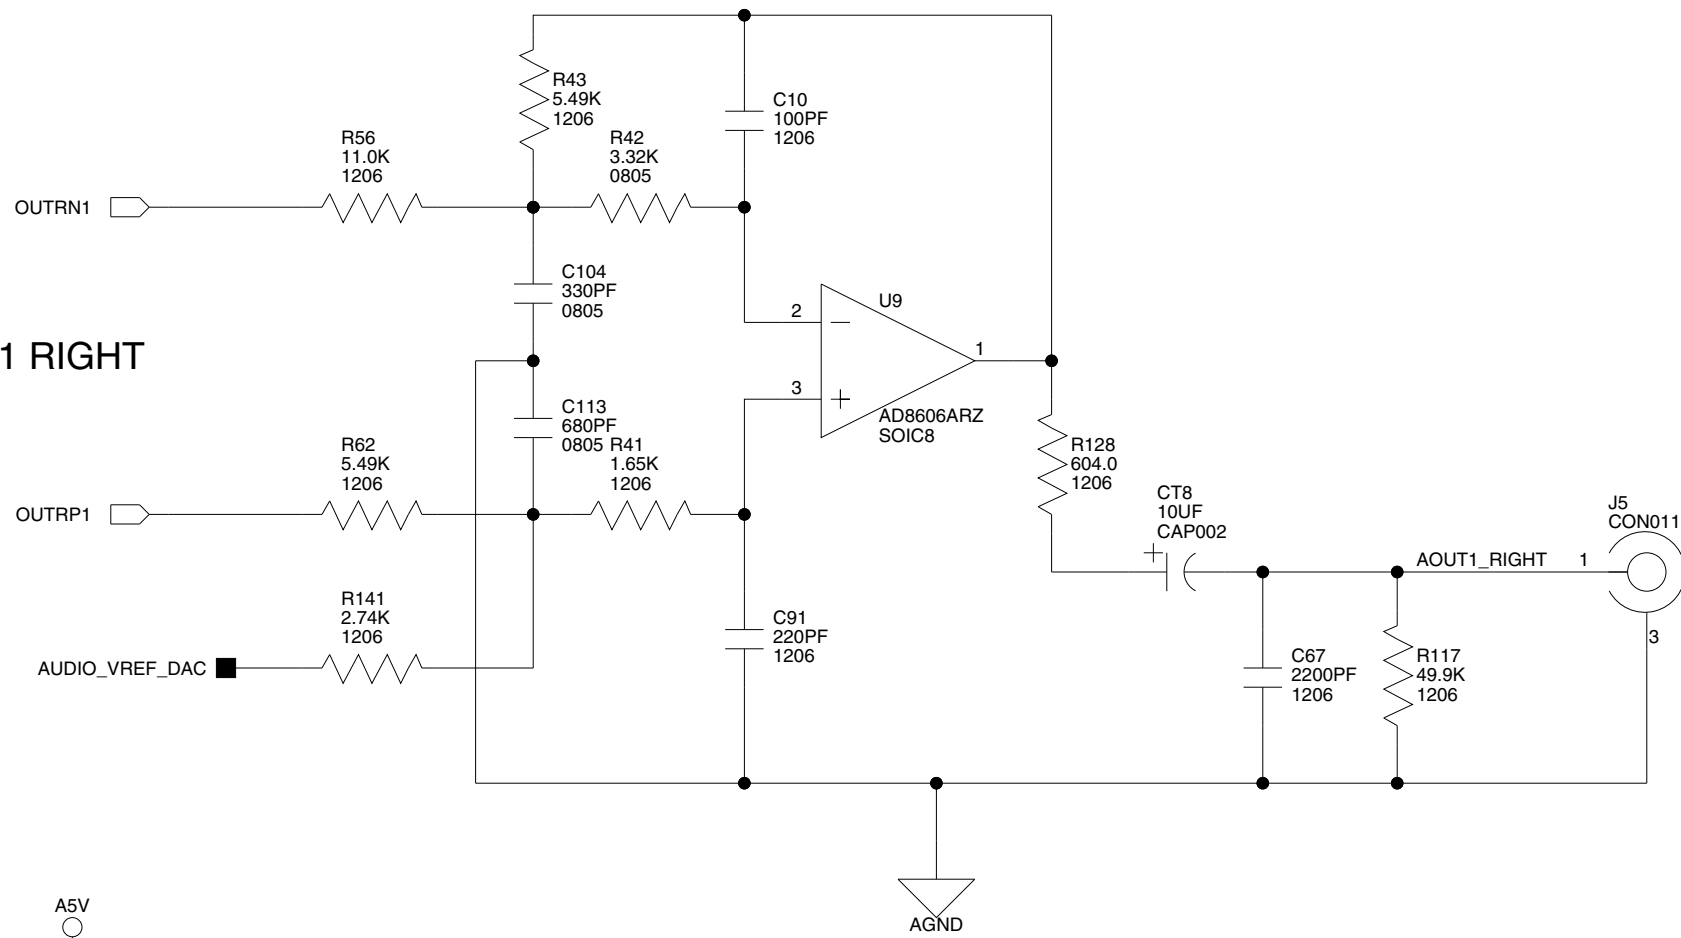 R43
5.49K
1206
C10
100PF
1206
R56
11.0K
1206
R42
3.32K
0805
OUTRN1
C104
330PF
0805
U9
2
1
3
1 RIGHT
AD8606ARZ
SOIC8
C113
680PF
0805
R62
5.49K
1206
R41
1.65K
1206
R128
604.0
1206
OUTRP1
CT8
10UF
CAP002
+
J5
CON011
AOUT1_RIGHT
1
R141
2.74K
1206
C91
220PF
1206
3
AUDIO_VREF_DAC
C67
2200PF
1206
R117
49.9K
1206
A5V
AGND